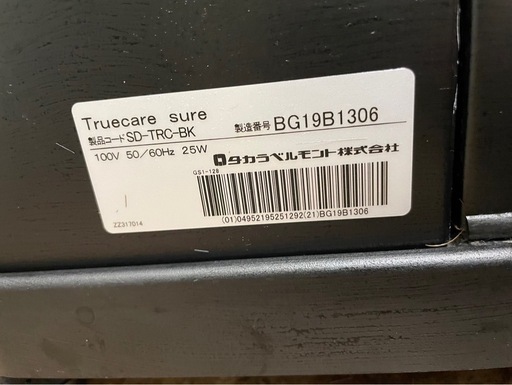 Truecare sure
製品コード SD-TRC-BK 製造番号 BG19B1306
100V 50/60Hz 25W タカラベルモント株式会社
GS1-128
(01)04952195251292(21)BG19B1306
ZZ317014